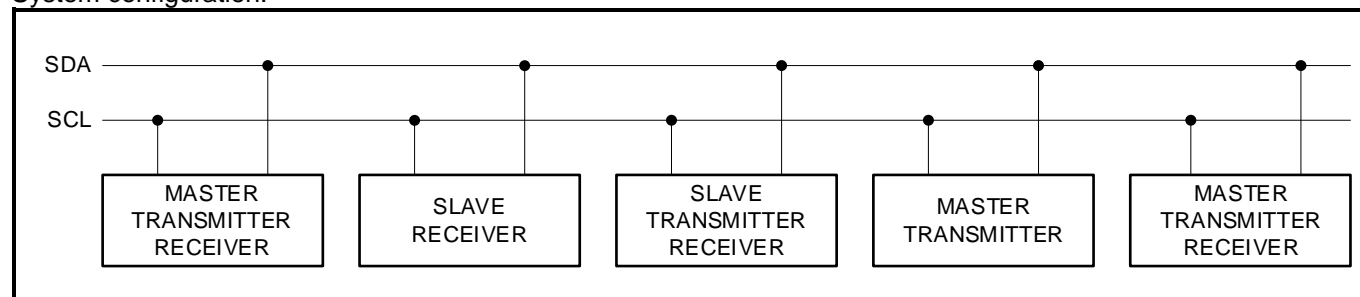 System configuration.
SDA
SCL
MASTER
TRANSMITTER
RECEIVER
SLAVE
RECEIVER
SLAVE
TRANSMITTER
RECEIVER
MASTER
TRANSMITTER
MASTER
TRANSMITTER
RECEIVER